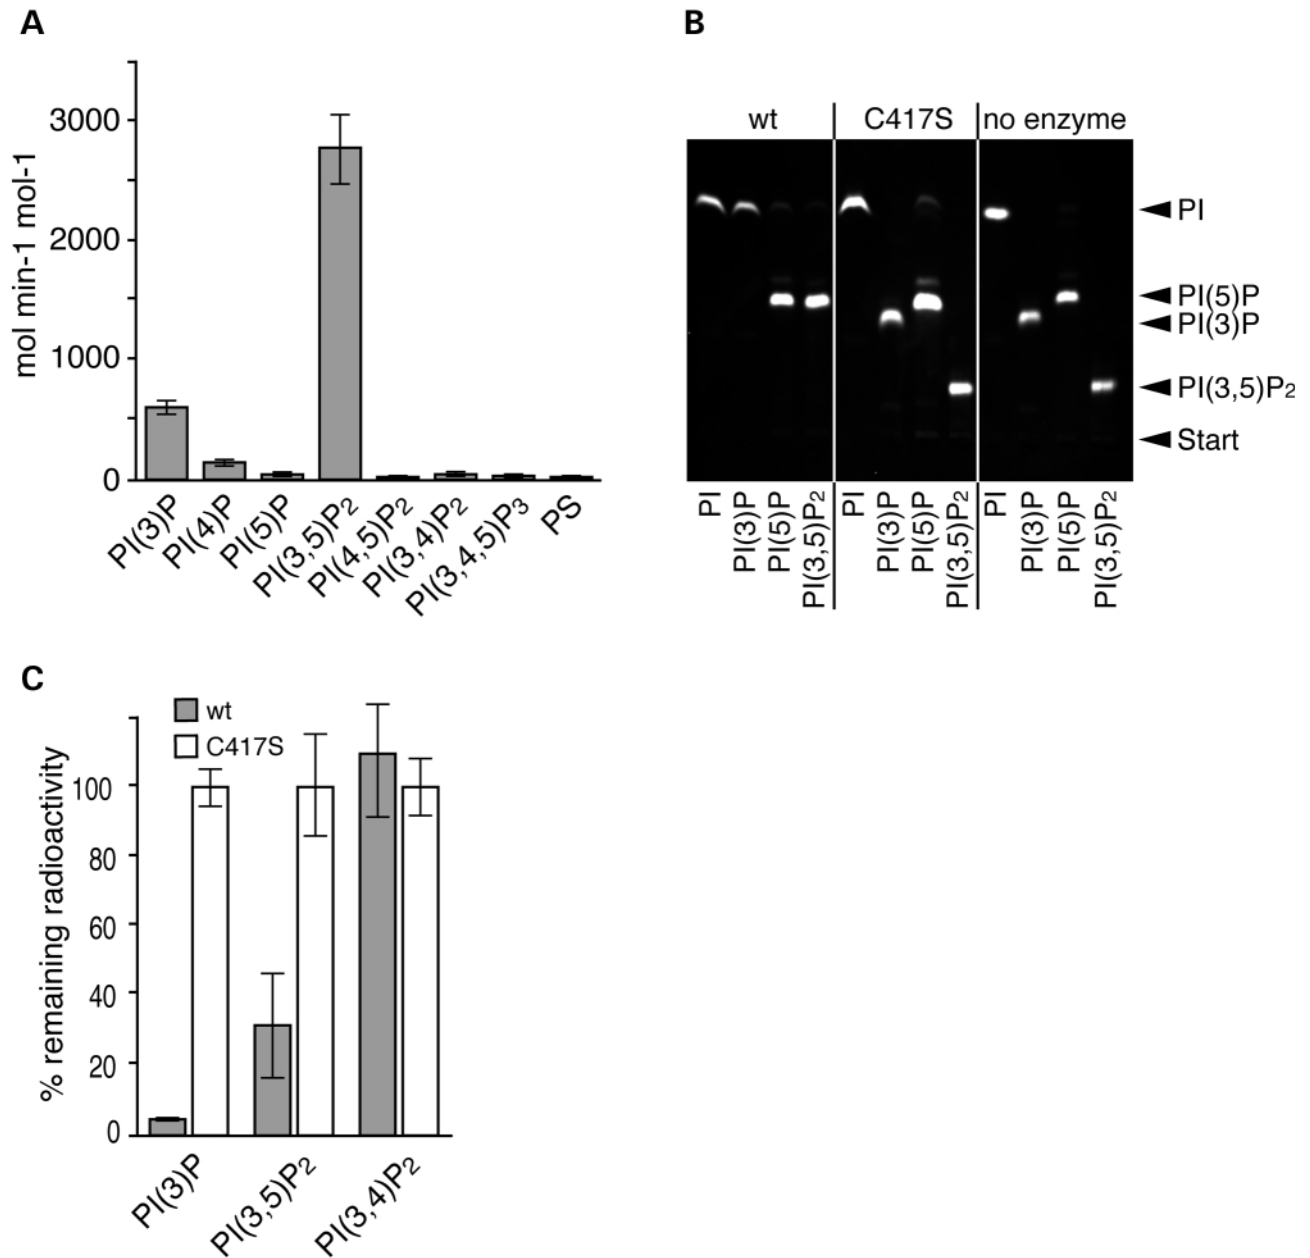 A
mol min-1 mol-1
3000
2000
1000
0
PI(3)P
PI(4)P
PI(5)P
PI(3,5)P2
PI(4,5)P2
PI(3,4)P2
PI(3,4,5)P3
PS
B
wt C417S no enzyme
PI
PI(5)P
PI(3)P
PI(3,5)P2
Start
PI
PI(3)P
PI(5)P
PI(3,5)P2
PI
PI(3)P
PI(5)P
PI(3,5)P2
PI
PI(3)P
PI(5)P
PI(3,5)P2
C
wt
C417S
% remaining radioactivity
100
80
60
40
20
0
PI(3)P
PI(3,5)P2
PI(3,4)P2